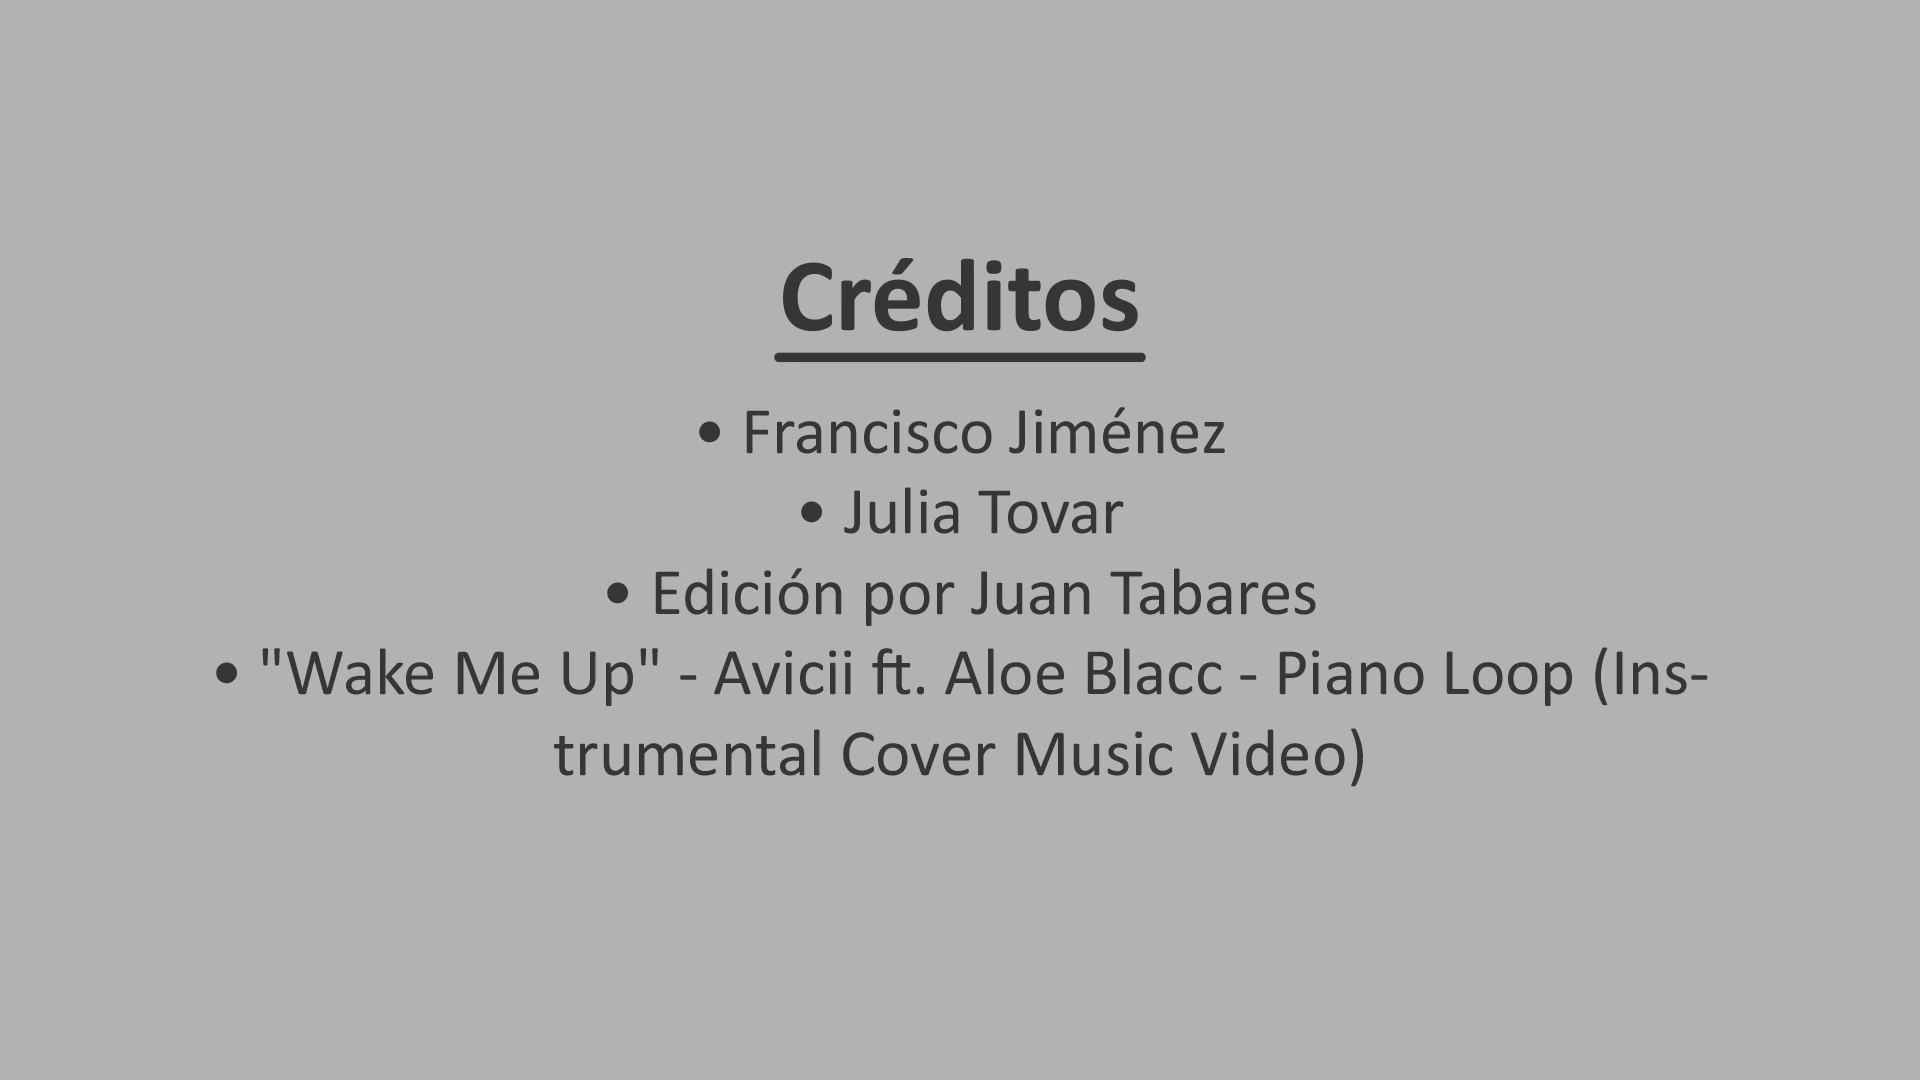 Créditos
• Francisco Jiménez
• Julia Tovar
• Edición por Juan Tabares
• "Wake Me Up" - Avicii ft. Aloe Blacc - Piano Loop (Ins-
trumental Cover Music Video)